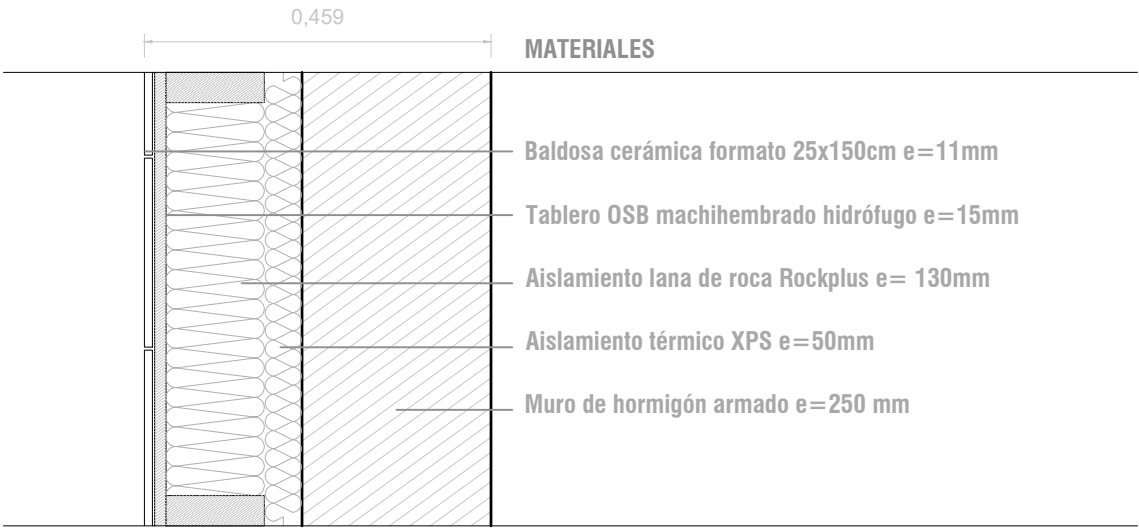 0,459
MATERIALES
Baldosa cerámica formato 25x150cm e=11mm
Tablero OSB machihembrado hidrófugo e=15mm
Aislamiento lana de roca Rockplus e= 130mm
Aislamiento térmico XPS e=50mm
Muro de hormigón armado e=250 mm